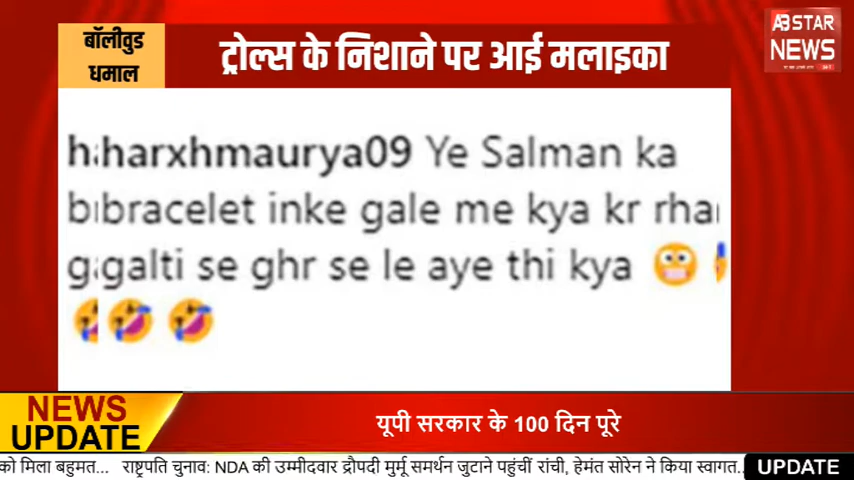 बॉलीवुड
धमाल
ट्रोल्स के निशाने पर आईं मलाइका
AB STAR
NEWS
harxhmaurya09 Ye Salman ka
bracelet inke gale me kya kr rha
galti se ghr se le aye thi kya 😬
🤣 🤣
NEWS
UPDATE
यूपी सरकार के 100 दिन पूरे
को मिला बहुमत... राष्ट्रपति चुनाव: NDA की उम्मीदवार द्रौपदी मुर्मू समर्थन जुटाने पहुंचीं रांची, हेमंत सोरेन ने किया स्वागत..
UPDATE